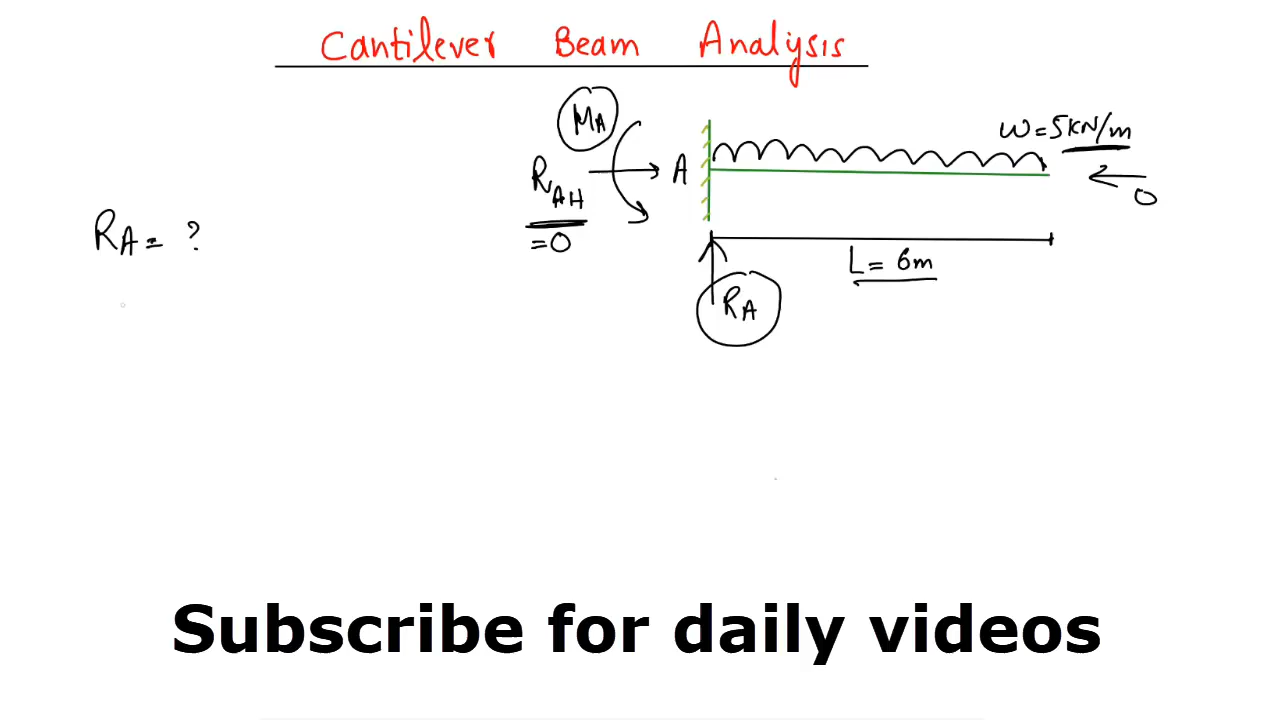 Cantilever Beam Analysis
MA
w=5kN/m
RAH
A
0
=0
RA= ?
L= 6m
RA
Subscribe for daily videos